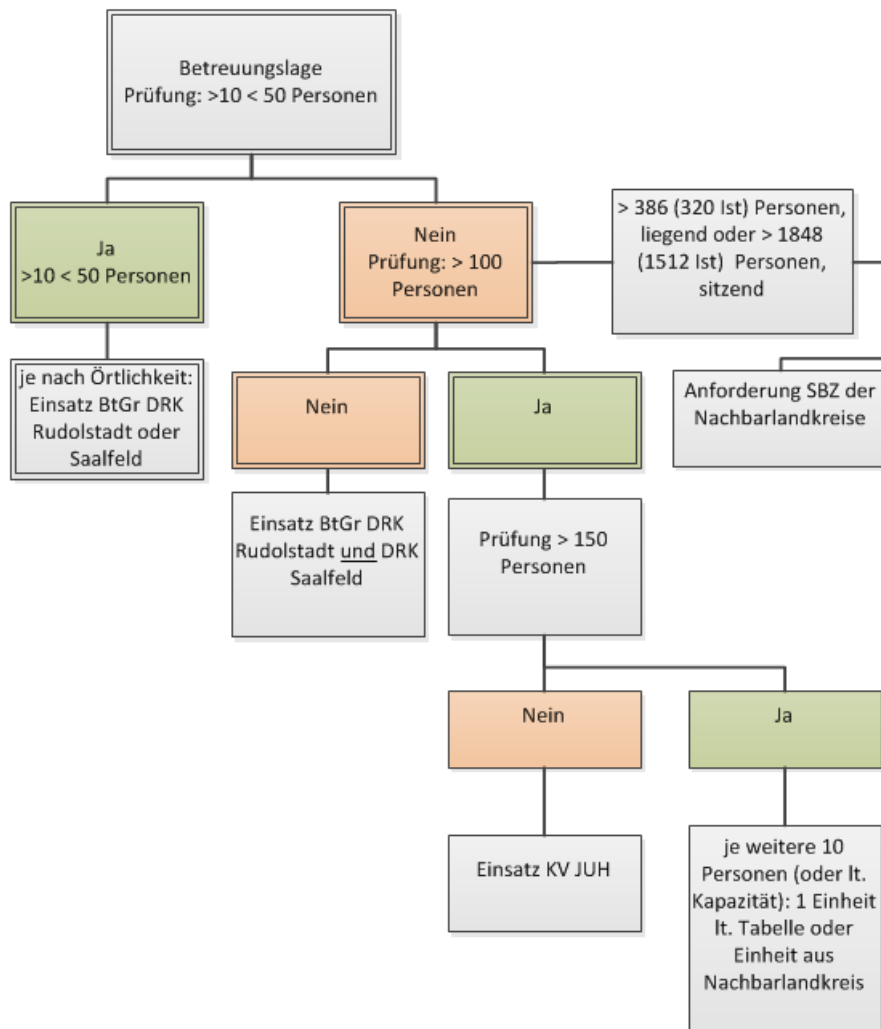 Betreuungslage
Prüfung: >10 < 50 Personen
Ja
>10 < 50 Personen
Nein
Prüfung: > 100
Personen
> 386 (320 Ist) Personen,
liegend oder > 1848
(1512 Ist) Personen,
sitzend
je nach Örtlichkeit:
Einsatz BtGr DRK
Rudolstadt oder
Saalfeld
Nein
Ja
Anforderung SBZ der
Nachbarlandkreise
Einsatz BtGr DRK
Rudolstadt und DRK
Saalfeld
Prüfung > 150
Personen
Nein
Ja
Einsatz KV JUH
je weitere 10
Personen (oder lt.
Kapazität): 1 Einheit
lt. Tabelle oder
Einheit aus
Nachbarlandkreis